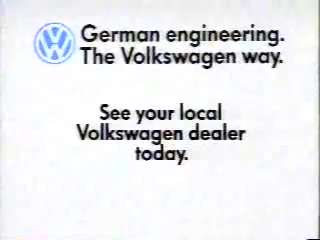 German engineering.
The Volkswagen way.
See your local
Volkswagen dealer
today.